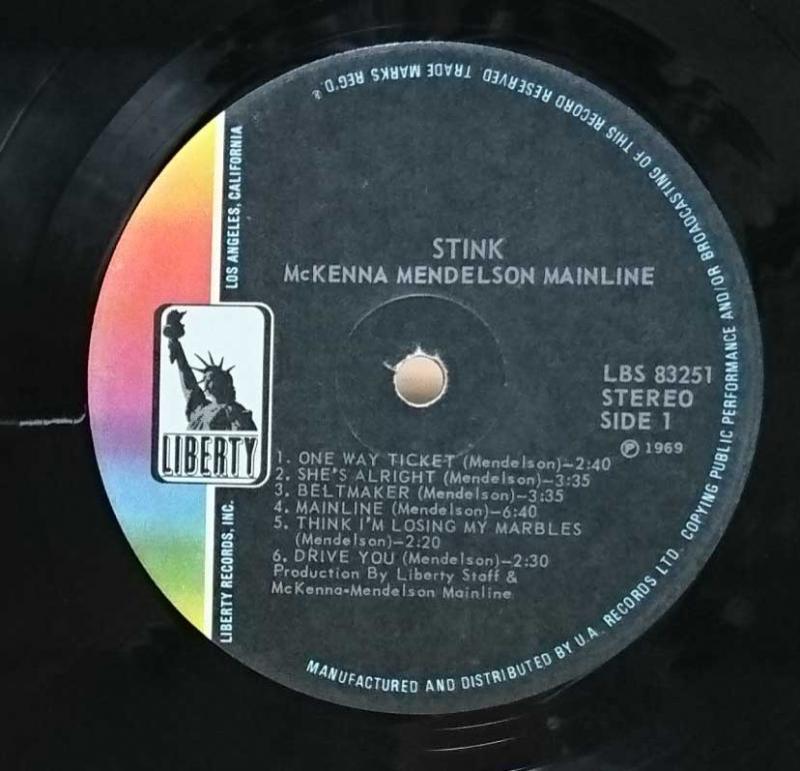 STINK
McKENNA MENDELSON MAINLINE
LBS 83251
STEREO
SIDE 1
Ⓟ 1969
1. ONE WAY TICKET (Mendelson)–2:40
2. SHE'S ALRIGHT (Mendelson)–3:35
3. BELTMAKER (Mendelson)–3:35
4. MAINLINE (Mendelson)–6:40
5. THINK I'M LOSING MY MARBLES
(Mendelson)–2:20
6. DRIVE YOU (Mendelson)–2:30
Production By Liberty Staff &
McKenna-Mendelson Mainline
LIBERTY
LIBERTY RECORDS, INC.
LOS ANGELES, CALIFORNIA
MANUFACTURED AND DISTRIBUTED BY U.A. RECORDS LTD. COPYING PUBLIC PERFORMANCE AND/OR BROADCASTING OF THIS RECORD RESERVED TRADE MARKS REG'D. ®